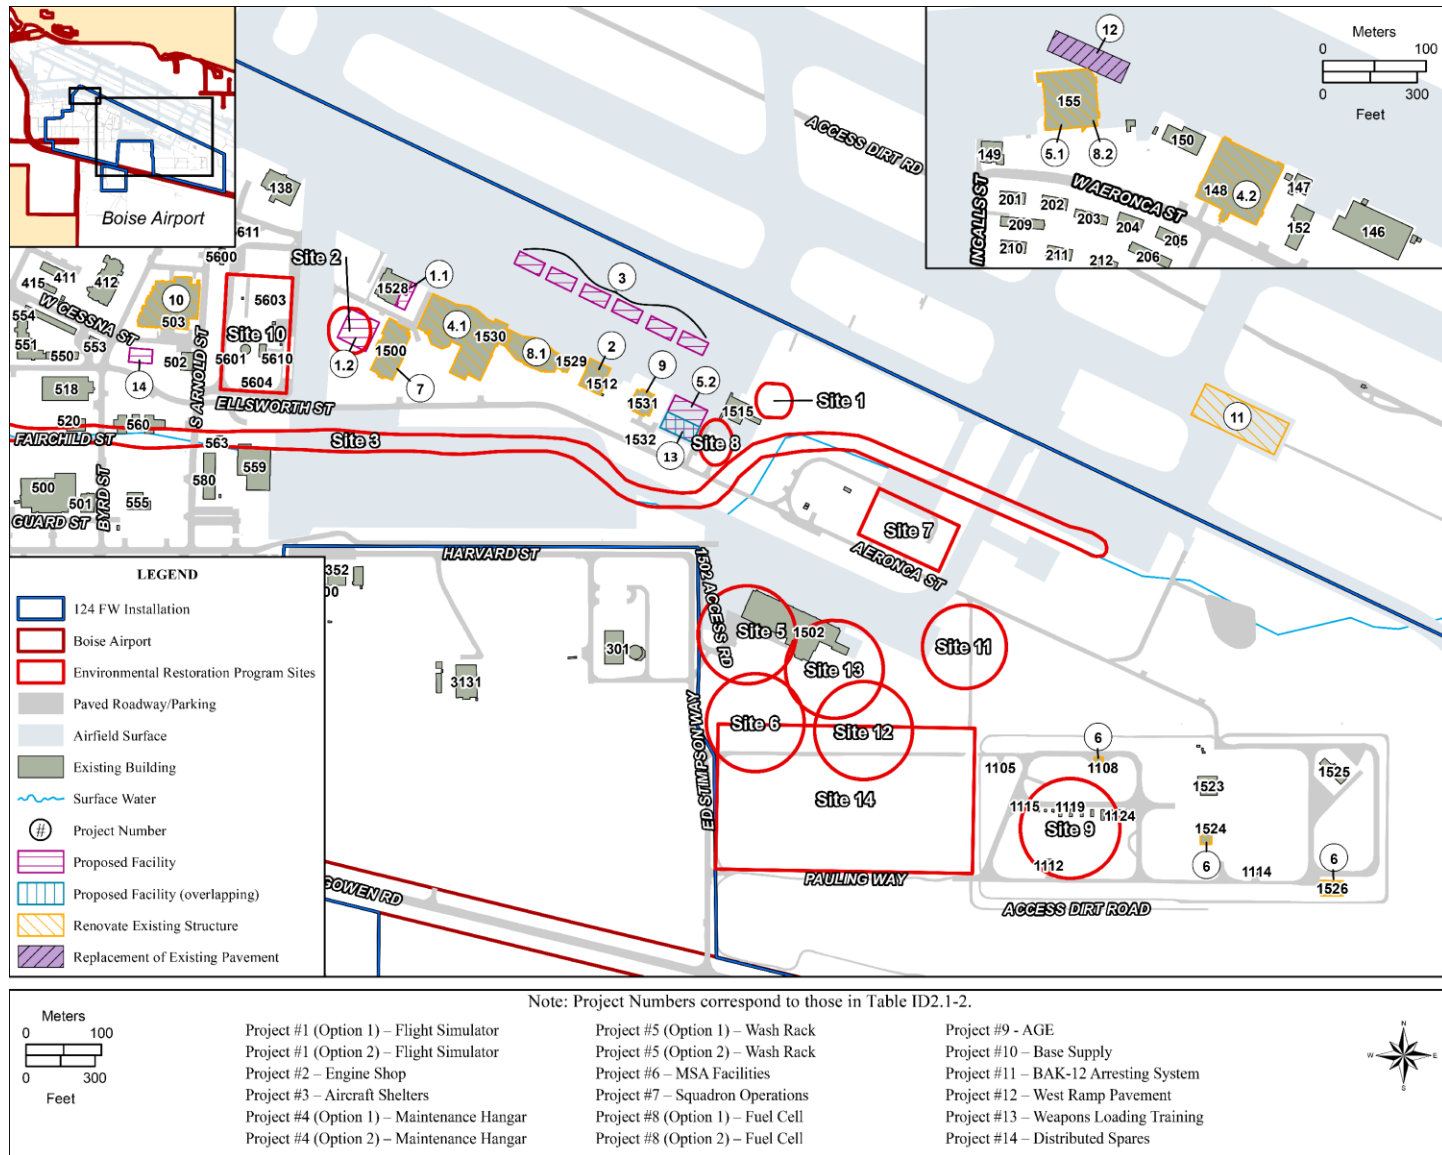 Boise Airport
Meters
0 100
0 300
Feet
12
155
5.1
8.2
149
150
148
4.2
147
152
146
W AERONCA ST
INGALLS ST
201
202
203
204
205
209
210
211
212
206
ACCESS DIRT RD
138
611
5600
Site 2
1.1
1528
3
415
411
412
W CESSNA ST
554
551
550
553
10
503
502
14
S ARNOLD ST
5603
Site 10
5601
5610
5604
1.2
1500
7
4.1
1530
8.1
1529
2
1512
9
1531
5.2
1515
Site 1
1532
13
Site 8
11
518
520
560
ELLSWORTH ST
FAIRCHILD ST
Site 3
563
559
580
500
501
555
BYRD ST
GUARD ST
Site 7
AERONCA ST
HARVARD ST
1502 ACCESS RD
352
00
301
3131
Site 5
1502
Site 13
Site 11
Site 6
Site 12
Site 14
ED STIMPSON WAY
PAULING WAY
GOWEN RD
6
1105
1108
1115
1119
1124
Site 9
1112
1523
1524
6
1114
1525
6
1526
ACCESS DIRT ROAD
LEGEND
124 FW Installation
Boise Airport
Environmental Restoration Program Sites
Paved Roadway/Parking
Airfield Surface
Existing Building
Surface Water
# Project Number
Proposed Facility
Proposed Facility (overlapping)
Renovate Existing Structure
Replacement of Existing Pavement
Note: Project Numbers correspond to those in Table ID2.1-2.
Meters
0 100
0 300
Feet
Project #1 (Option 1) – Flight Simulator
Project #1 (Option 2) – Flight Simulator
Project #2 – Engine Shop
Project #3 – Aircraft Shelters
Project #4 (Option 1) – Maintenance Hangar
Project #4 (Option 2) – Maintenance Hangar
Project #5 (Option 1) – Wash Rack
Project #5 (Option 2) – Wash Rack
Project #6 – MSA Facilities
Project #7 – Squadron Operations
Project #8 (Option 1) – Fuel Cell
Project #8 (Option 2) – Fuel Cell
Project #9 - AGE
Project #10 – Base Supply
Project #11 – BAK-12 Arresting System
Project #12 – West Ramp Pavement
Project #13 – Weapons Loading Training
Project #14 – Distributed Spares
N
W E
S